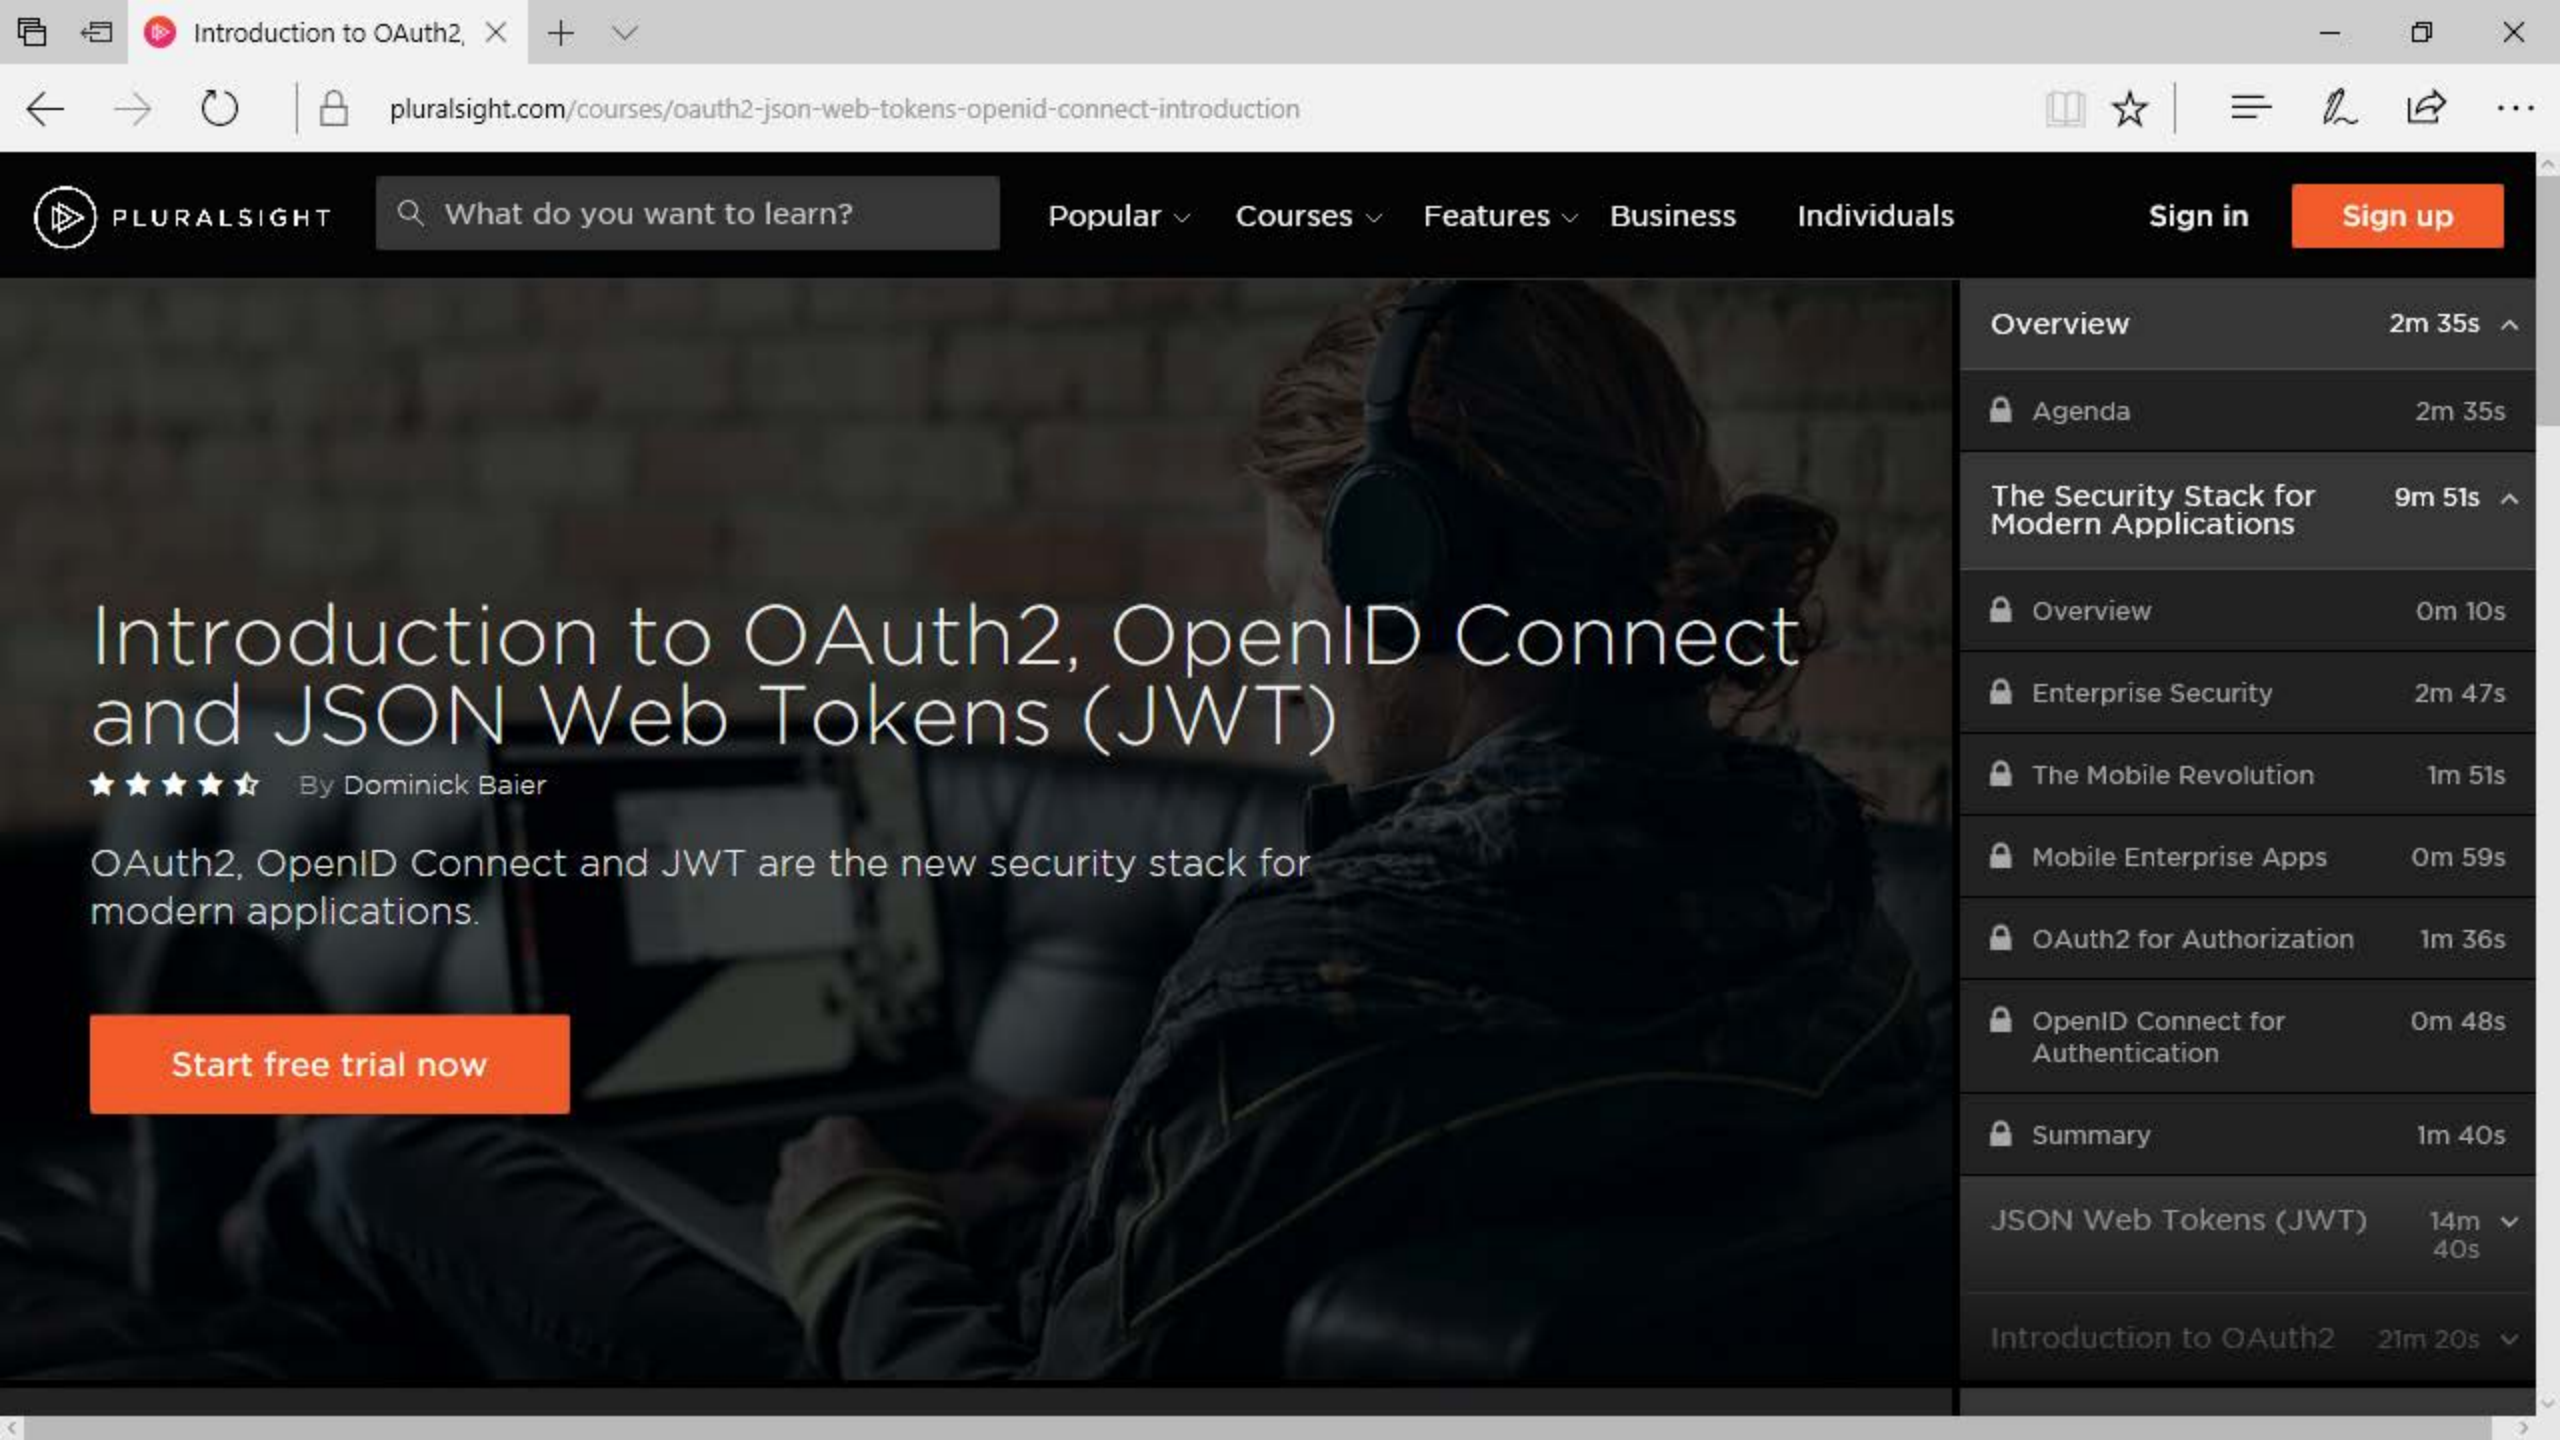 Introduction to OAuth2,
pluralsight.com/courses/oauth2-json-web-tokens-openid-connect-introduction
PLURALSIGHT
What do you want to learn?
Popular
Courses
Features
Business
Individuals
Sign in
Sign up
Introduction to OAuth2, OpenID Connect
and JSON Web Tokens (JWT)
By Dominick Baier
OAuth2, OpenID Connect and JWT are the new security stack for
modern applications.
Start free trial now
Overview 2m 35s
Agenda 2m 35s
The Security Stack for 9m 51s
Modern Applications
Overview 0m 10s
Enterprise Security 2m 47s
The Mobile Revolution 1m 51s
Mobile Enterprise Apps 0m 59s
OAuth2 for Authorization 1m 36s
OpenID Connect for 0m 48s
Authentication
Summary 1m 40s
JSON Web Tokens (JWT) 14m
40s
Introduction to OAuth2 21m 20s